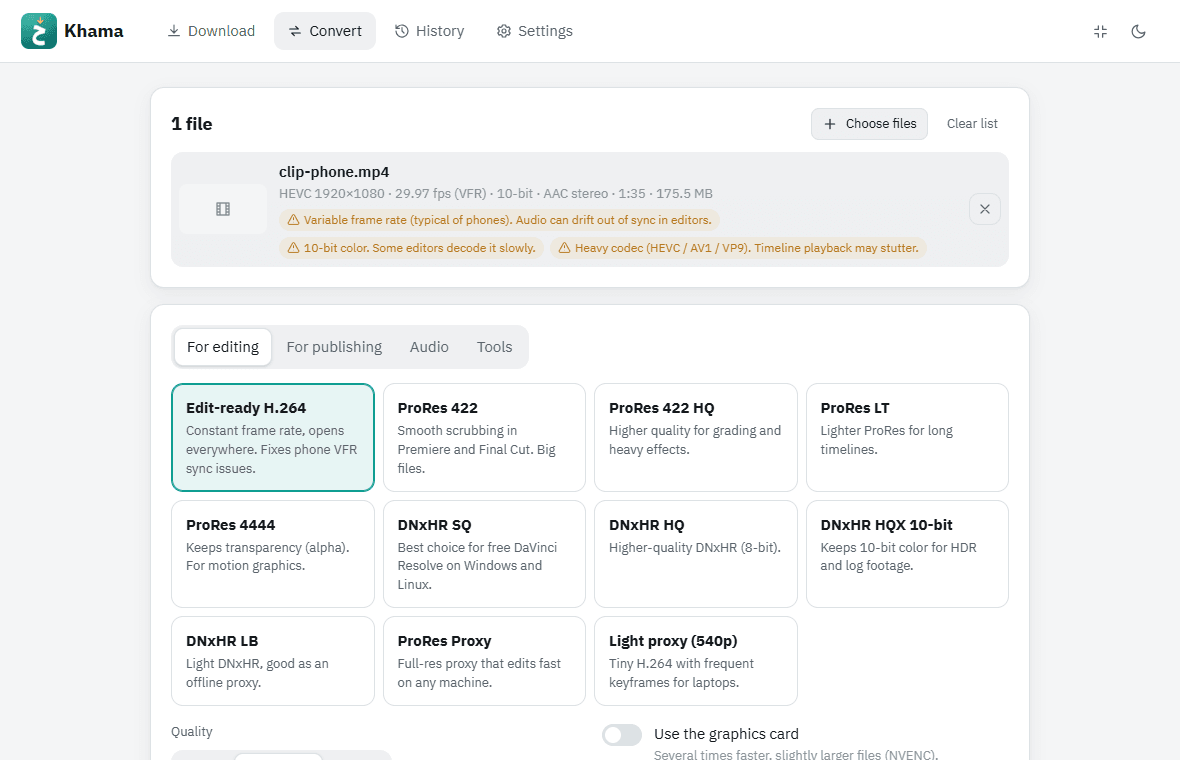 Khama
Download
Convert
History
Settings
1 file
Choose files
Clear list
clip-phone.mp4
HEVC 1920×1080 · 29.97 fps (VFR) · 10-bit · AAC stereo · 1:35 · 175.5 MB
Variable frame rate (typical of phones). Audio can drift out of sync in editors.
10-bit color. Some editors decode it slowly.
Heavy codec (HEVC / AV1 / VP9). Timeline playback may stutter.
For editing
For publishing
Audio
Tools
Edit-ready H.264
Constant frame rate, opens
everywhere. Fixes phone VFR
sync issues.
ProRes 422
Smooth scrubbing in
Premiere and Final Cut. Big
files.
ProRes 422 HQ
Higher quality for grading and
heavy effects.
ProRes LT
Lighter ProRes for long
timelines.
ProRes 4444
Keeps transparency (alpha).
For motion graphics.
DNxHR SQ
Best choice for free DaVinci
Resolve on Windows and
Linux.
DNxHR HQ
Higher-quality DNxHR (8-bit).
DNxHR HQX 10-bit
Keeps 10-bit color for HDR
and log footage.
DNxHR LB
Light DNxHR, good as an
offline proxy.
ProRes Proxy
Full-res proxy that edits fast
on any machine.
Light proxy (540p)
Tiny H.264 with frequent
keyframes for laptops.
Quality
Use the graphics card
Several times faster, slightly larger files (NVENC).